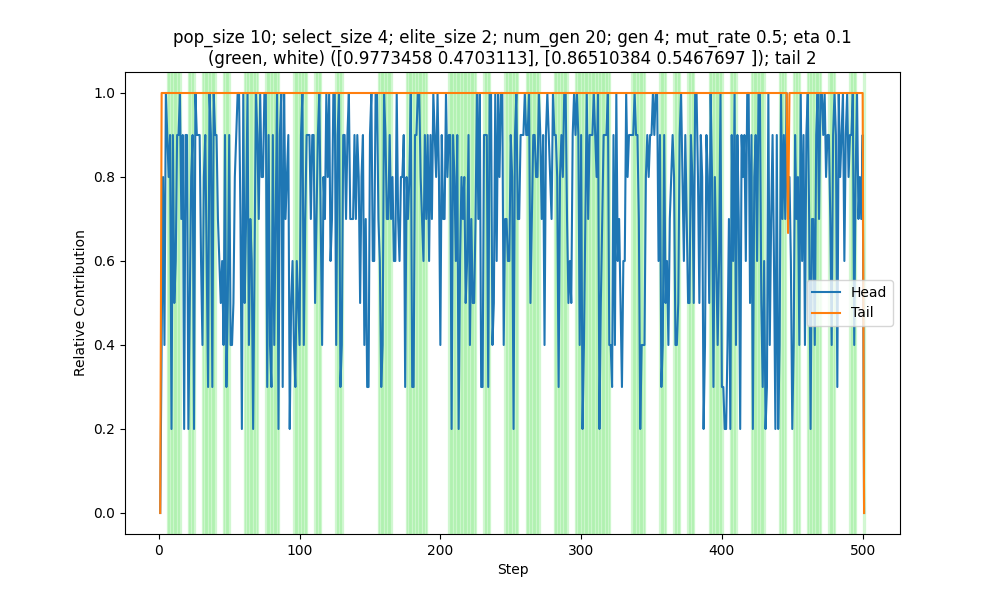 pop_size 10; select_size 4; elite_size 2; num_gen 20; gen 4; mut_rate 0.5; eta 0.1
(green, white) ([0.9773458 0.4703113], [0.86510384 0.5467697 ]); tail 2
1.0
0.8
0.6
0.4
0.2
0.0
Relative Contribution
Head
Tail
0
100
200
300
400
500
Step